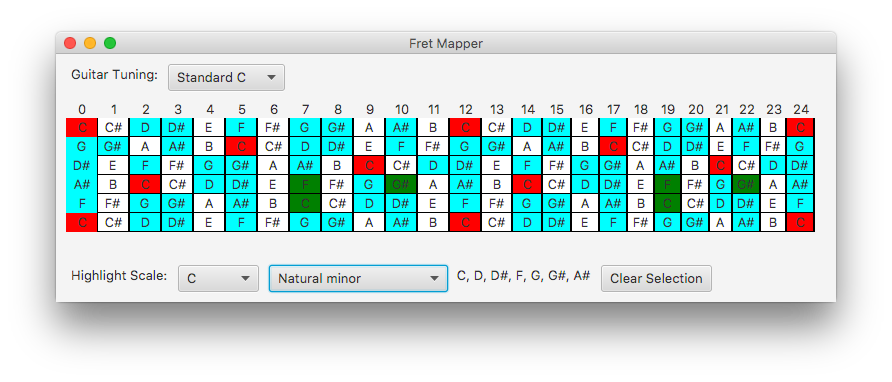 Fret Mapper
Guitar Tuning: Standard C
0 1 2 3 4 5 6 7 8 9 10 11 12 13 14 15 16 17 18 19 20 21 22 23 24
C C# D D# E F F# G G# A A# B C C# D D# E F F# G G# A A# B C
G G# A A# B C C# D D# E F F# G G# A A# B C C# D D# E F F# G
D# E F F# G G# A A# B C C# D D# E F F# G G# A A# B C C# D D#
A# B C C# D D# E F F# G G# A A# B C C# D D# E F F# G G# A A#
F F# G G# A A# B C C# D D# E F F# G G# A A# B C C# D D# E F
C C# D D# E F F# G G# A A# B C C# D D# E F F# G G# A A# B C
Highlight Scale: C Natural minor C, D, D#, F, G, G#, A# Clear Selection